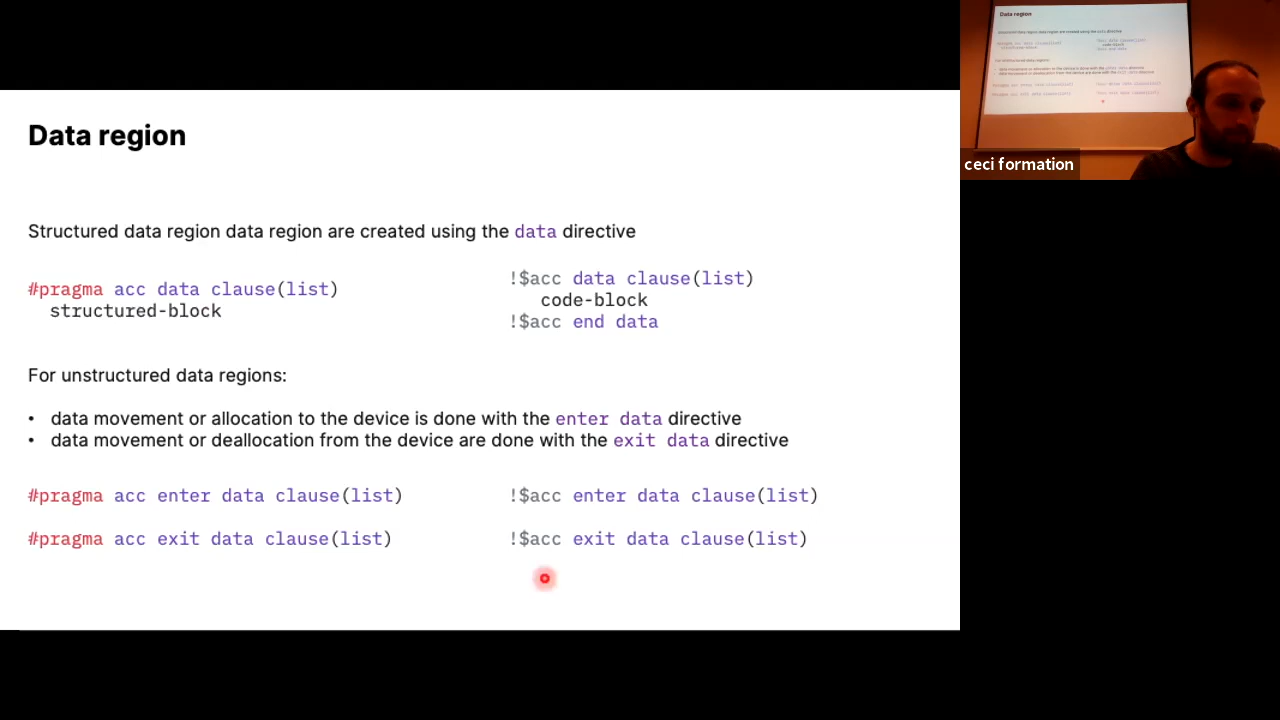 Data region
Structured data region data region are created using the data directive
#pragma acc data clause(list)
structured-block
!$acc data clause(list)
code-block
!$acc end data
For unstructured data regions:
• data movement or allocation to the device is done with the enter data directive
• data movement or deallocation from the device are done with the exit data directive
#pragma acc enter data clause(list)
!$acc enter data clause(list)
#pragma acc exit data clause(list)
!$acc exit data clause(list)
Data region
ceci formation